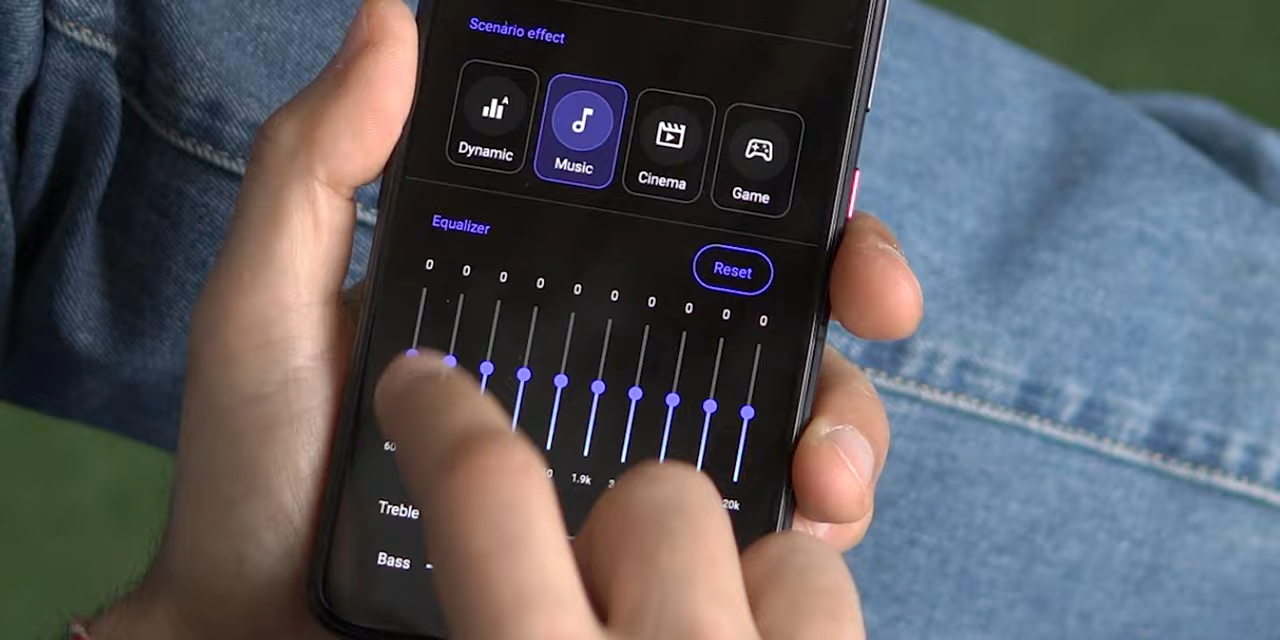 Scenario effect
Dynamic Music Cinema Game
Equalizer
Reset
0 0 0 0 0 0 0 0 0 0
1.9k 20k
Treble
Bass